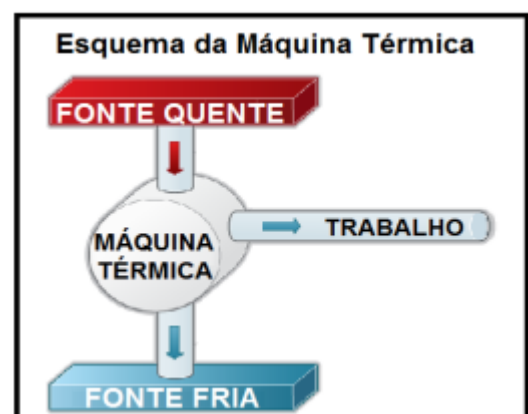 Esquema da Máquina Térmica
FONTE QUENTE
TRABALHO
MÁQUINA
TÉRMICA
FONTE FRIA